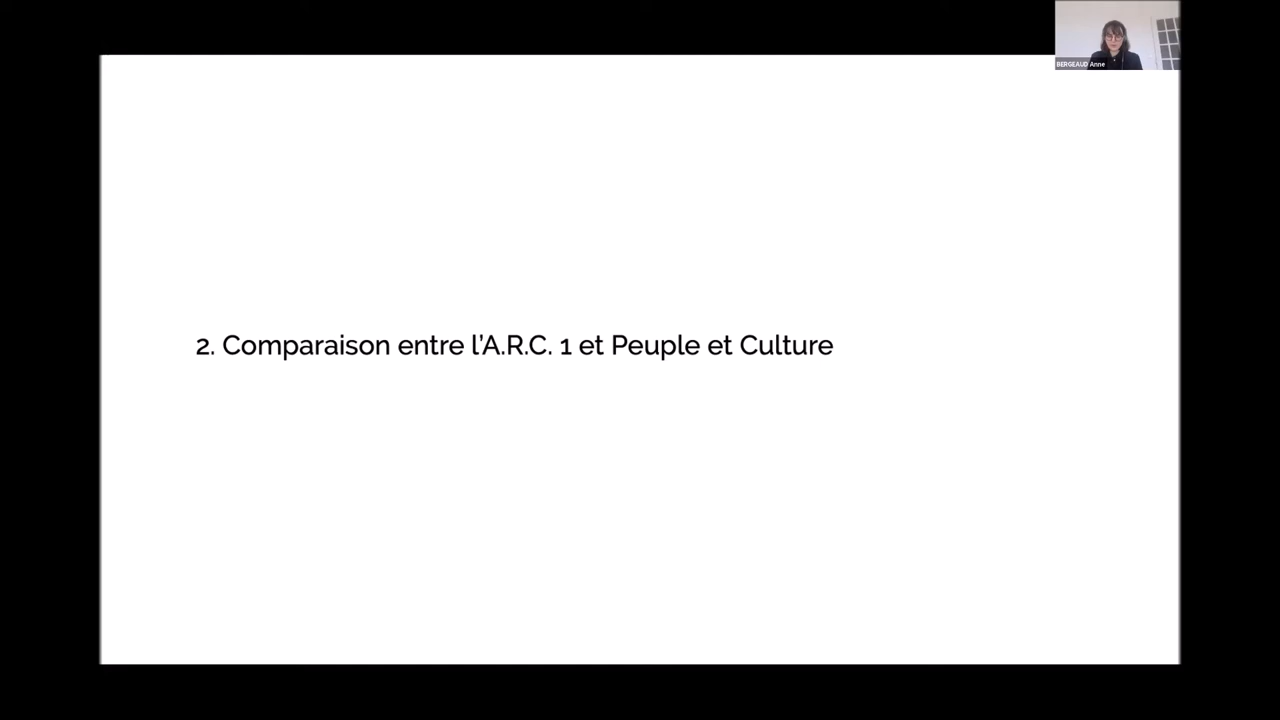 BERGEAUD Anne
2. Comparaison entre l’A.R.C. 1 et Peuple et Culture